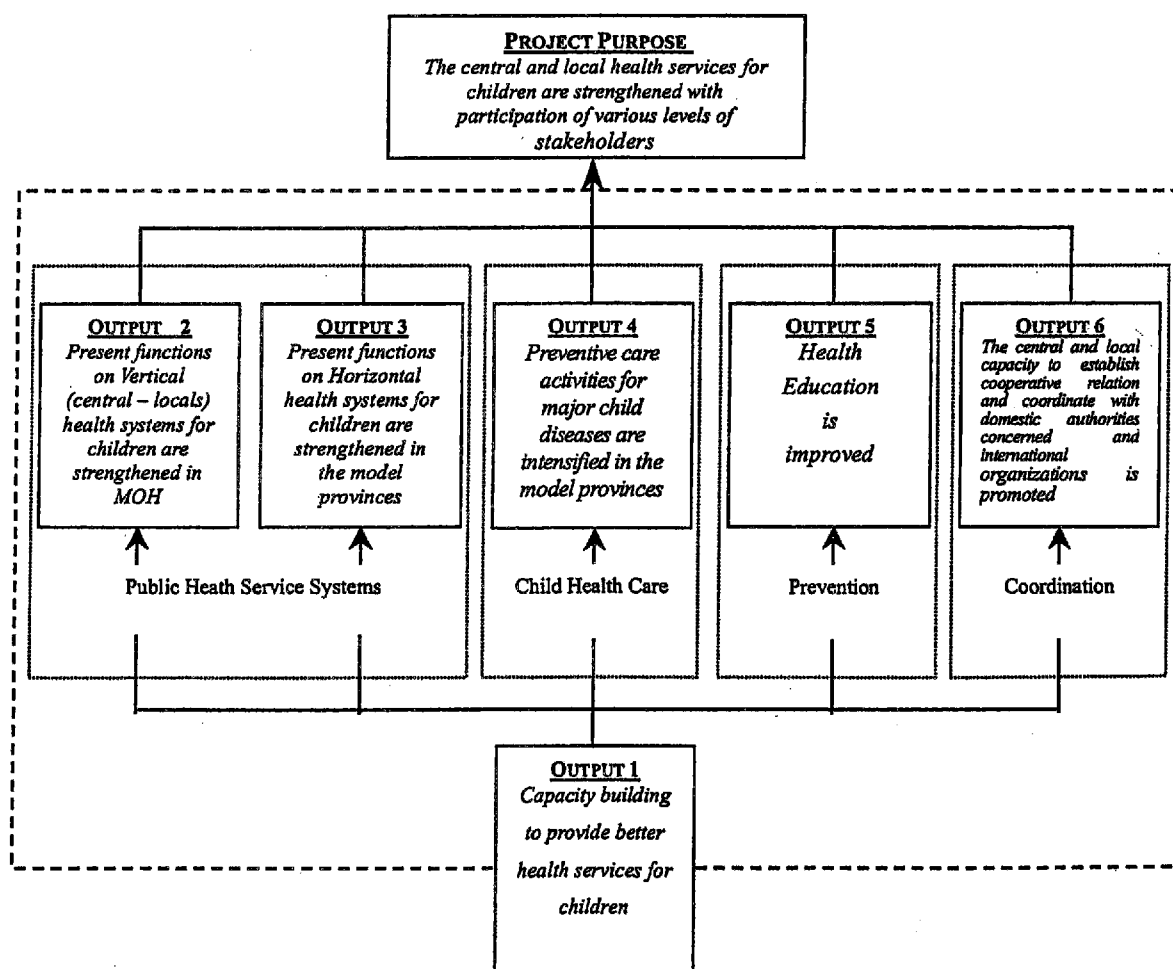 PROJECT PURPOSE
The central and local health services for
children are strengthened with
participation of various levels of
stakeholders
OUTPUT 2
Present functions
on Vertical
(central – locals)
health systems for
children are
strengthened in
MOH
OUTPUT 3
Present functions
on Horizontal
health systems for
children are
strengthened in
the model
provinces
OUTPUT 4
Preventive care
activities for
major child
diseases are
intensified in the
model provinces
OUTPUT 5
Health
Education
is
improved
OUTPUT 6
The central and local
capacity to establish
cooperative relation
and coordinate with
domestic authorities
concerned and
international
organizations is
promoted
Public Heath Service Systems
Child Health Care
Prevention
Coordination
OUTPUT 1
Capacity building
to provide better
health services for
children